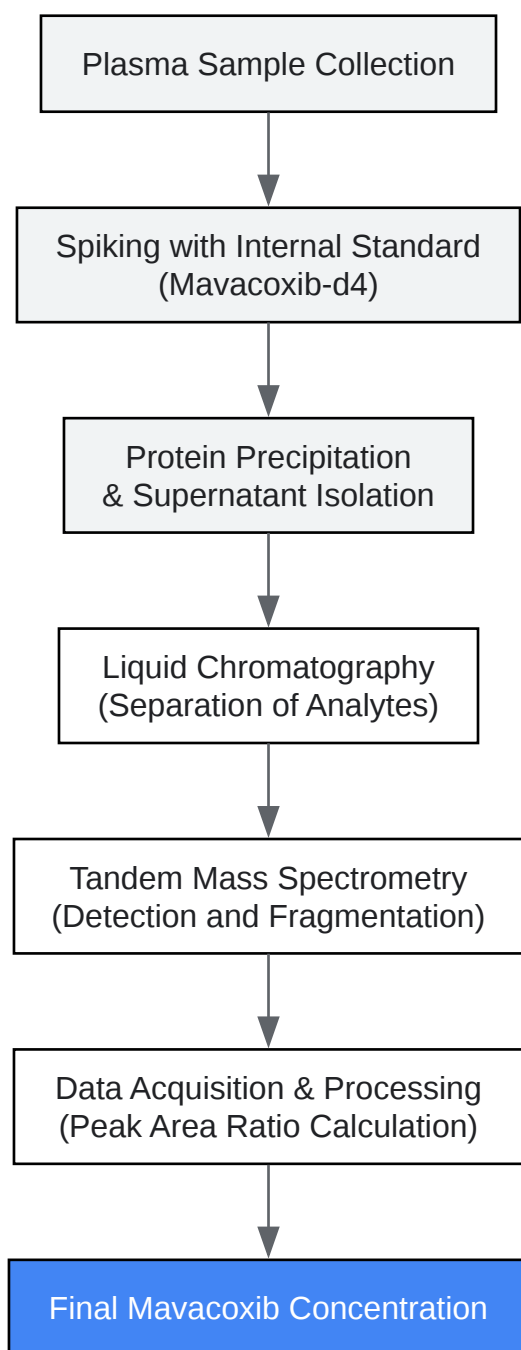 Plasma Sample Collection
Spiking with Internal Standard
(Mavacoxib-d4)
Protein Precipitation
& Supernatant Isolation
Liquid Chromatography
(Separation of Analytes)
Tandem Mass Spectrometry
(Detection and Fragmentation)
Data Acquisition & Processing
(Peak Area Ratio Calculation)
Final Mavacoxib Concentration